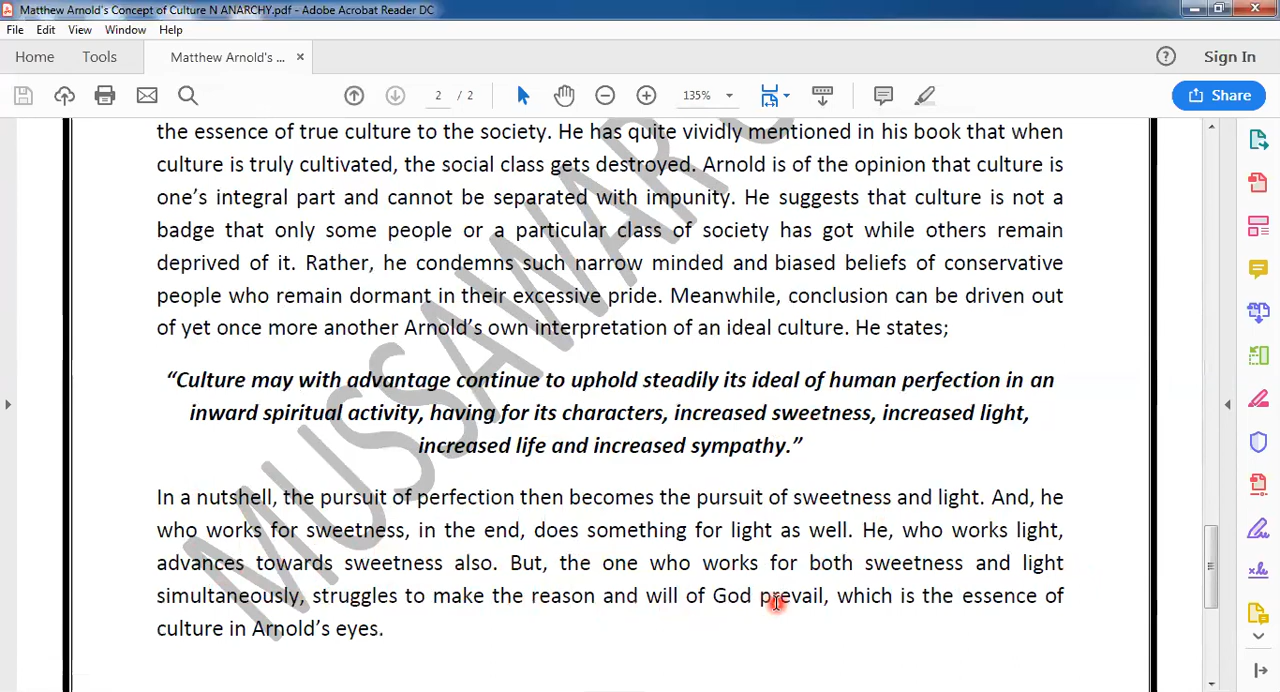 Matthew Arnold's Concept of Culture N ANARCHY.pdf - Adobe Acrobat Reader DC
File Edit View Window Help
Home Tools Matthew Arnold's ... × Sign In
2 / 2 135% Share
the essence of true culture to the society. He has quite vividly mentioned in his book that when
culture is truly cultivated, the social class gets destroyed. Arnold is of the opinion that culture is
one’s integral part and cannot be separated with impunity. He suggests that culture is not a
badge that only some people or a particular class of society has got while others remain
deprived of it. Rather, he condemns such narrow minded and biased beliefs of conservative
people who remain dormant in their excessive pride. Meanwhile, conclusion can be driven out
of yet once more another Arnold’s own interpretation of an ideal culture. He states;
“Culture may with advantage continue to uphold steadily its ideal of human perfection in an
inward spiritual activity, having for its characters, increased sweetness, increased light,
increased life and increased sympathy.”
In a nutshell, the pursuit of perfection then becomes the pursuit of sweetness and light. And, he
who works for sweetness, in the end, does something for light as well. He, who works light,
advances towards sweetness also. But, the one who works for both sweetness and light
simultaneously, struggles to make the reason and will of God prevail, which is the essence of
culture in Arnold’s eyes.
MUSSAWAR